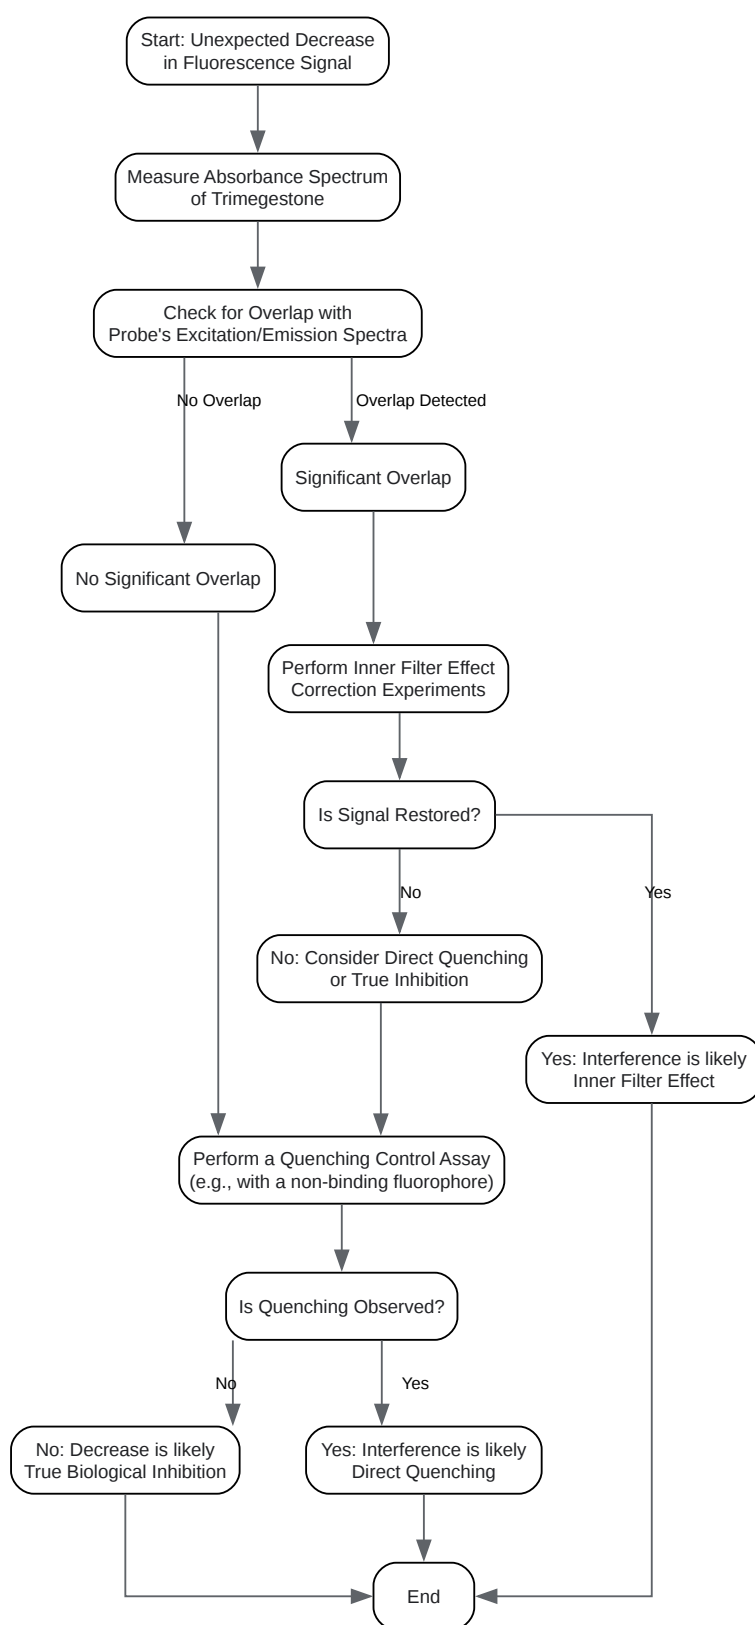 Start: Unexpected Decrease
in Fluorescence Signal
Measure Absorbance Spectrum
of Trimegestone
Check for Overlap with
Probe's Excitation/Emission Spectra
No Overlap
Overlap Detected
Significant Overlap
No Significant Overlap
Perform Inner Filter Effect
Correction Experiments
Is Signal Restored?
No
Yes
No: Consider Direct Quenching
or True Inhibition
Yes: Interference is likely
Inner Filter Effect
Perform a Quenching Control Assay
(e.g., with a non-binding fluorophore)
Is Quenching Observed?
No
Yes
No: Decrease is likely
True Biological Inhibition
Yes: Interference is likely
Direct Quenching
End